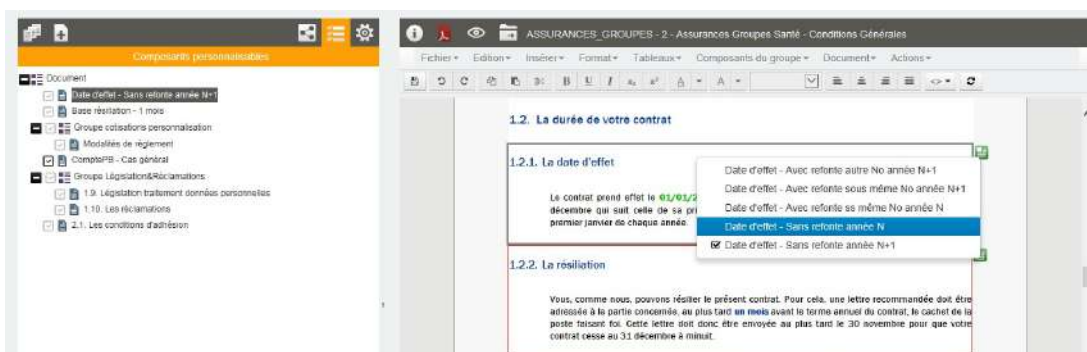 ASSURANCES_GROUPES - 2 - Assurances Groupes Santé - Conditions Générales
Composants personnalisables
Fichier Edition Insérer Format Tableaux Composants du groupe Document Actions
Document
Date d'effet - Sans refonte année N+1
Base résiliation - 1 mois
Groupe cotisations personnalisation
Modalités de règlement
ComptePB - Cas général
Groupe Législation&Réclamations
1.9. Législation traitement données personnelles
1.10. Les réclamations
2.1. Les conditions d'adhésion
1.2. La durée de votre contrat
1.2.1. La date d'effet
Le contrat prend effet le 01/01/2
décembre qui suit celle de sa pri
premier janvier de chaque année.
Date d'effet - Avec refonte autre No année N+1
Date d'effet - Avec refonte sous même No année N+1
Date d'effet - Avec refonte ss même No année N
Date d'effet - Sans refonte année N
Date d'effet - Sans refonte année N+1
1.2.2. La résiliation
Vous, comme nous, pouvons résilier le présent contrat. Pour cela, une lettre recommandée doit être
adressée à la partie concernée, au plus tard un mois avant le terme annuel du contrat, le cachet de la
poste faisant foi. Cette lettre doit donc être envoyée au plus tard le 30 novembre pour que votre
contrat cesse au 31 décembre à minuit.